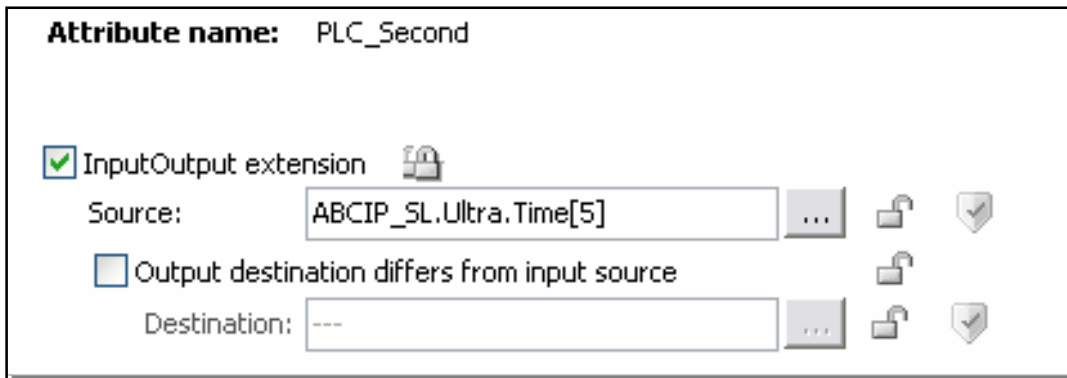 Attribute name: PLC_Second
InputOutput extension
Source: ABCIP_SL.Ultra.Time[5] ...
Output destination differs from input source
Destination: --- ...